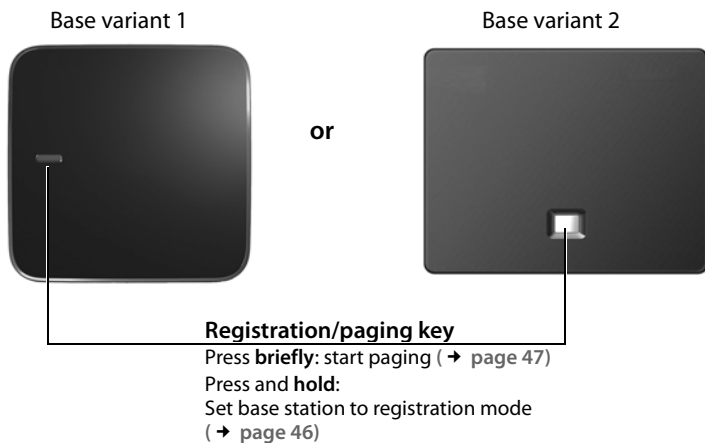 Base variant 1
Base variant 2
or
Registration/paging key
Press briefly: start paging ( ➔ page 47)
Press and hold:
Set base station to registration mode
( ➔ page 46)